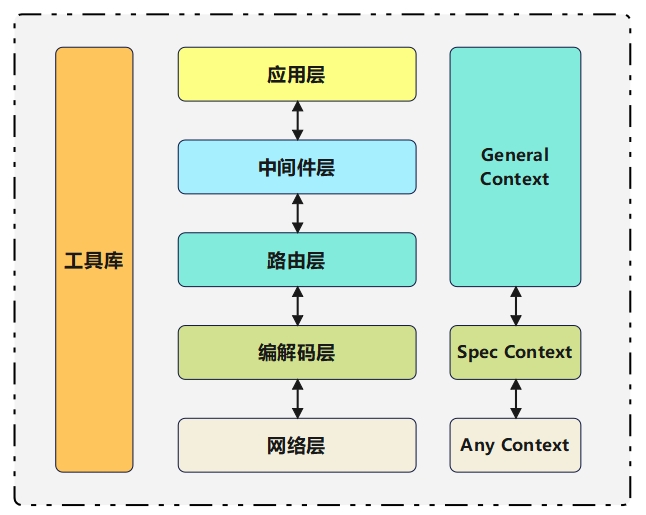 工具库
应用层
中间件层
路由层
编解码层
网络层
General
Context
Spec Context
Any Context